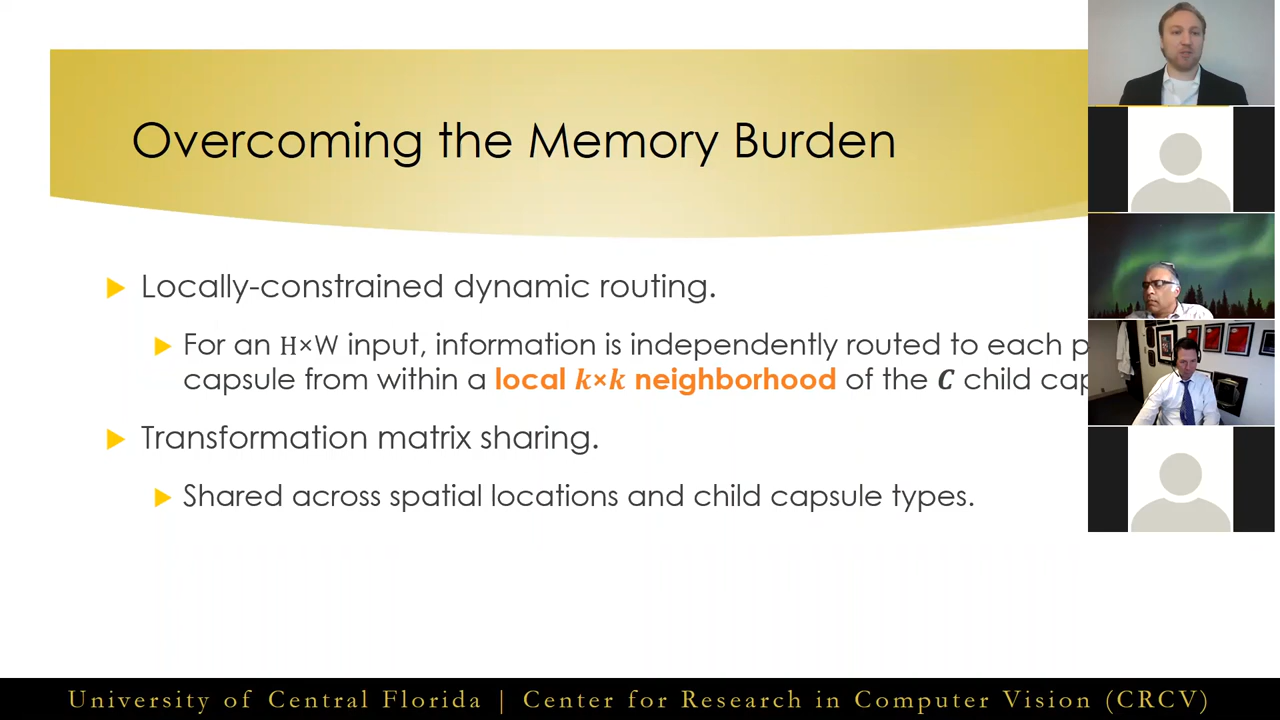 Overcoming the Memory Burden
Locally-constrained dynamic routing.
For an H×W input, information is independently routed to each
capsule from within a local k×k neighborhood of the C child
Transformation matrix sharing.
Shared across spatial locations and child capsule types.
University of Central Florida | Center for Research in Computer Vision (CRCV)